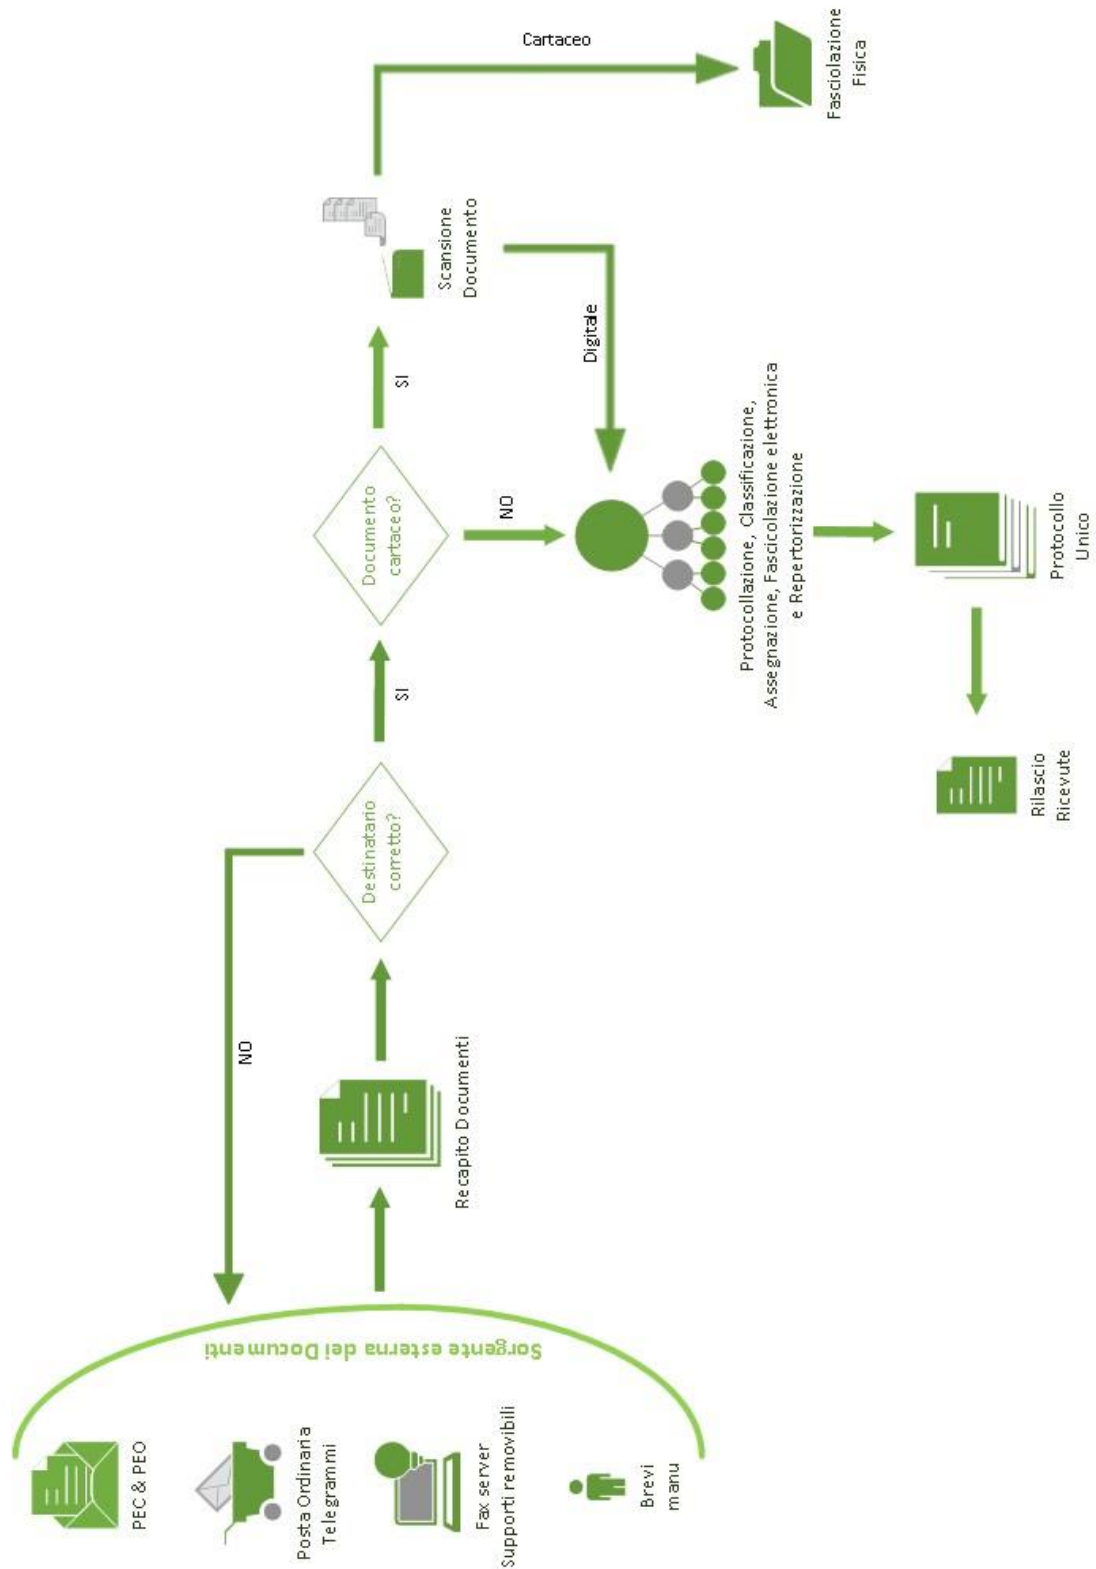 PEC & PEO
Posta Ordinaria
Telegrammi
Fax server
Supporti removibili
Brevi
manu
Sorgente esterna dei Documenti
Recapito Documenti
NO
Destinatario
corretto?
SI
Documento
cartaceo?
SI
NO
Scansione
Documento
Cartaceo
Digitale
Fasciolazione
Fisica
Protocollazione, Classificazione,
Assegnazione, Fascicolazione elettronica
e Repertorizzazione
Protocollo
Unico
Rilascio
Ricevute